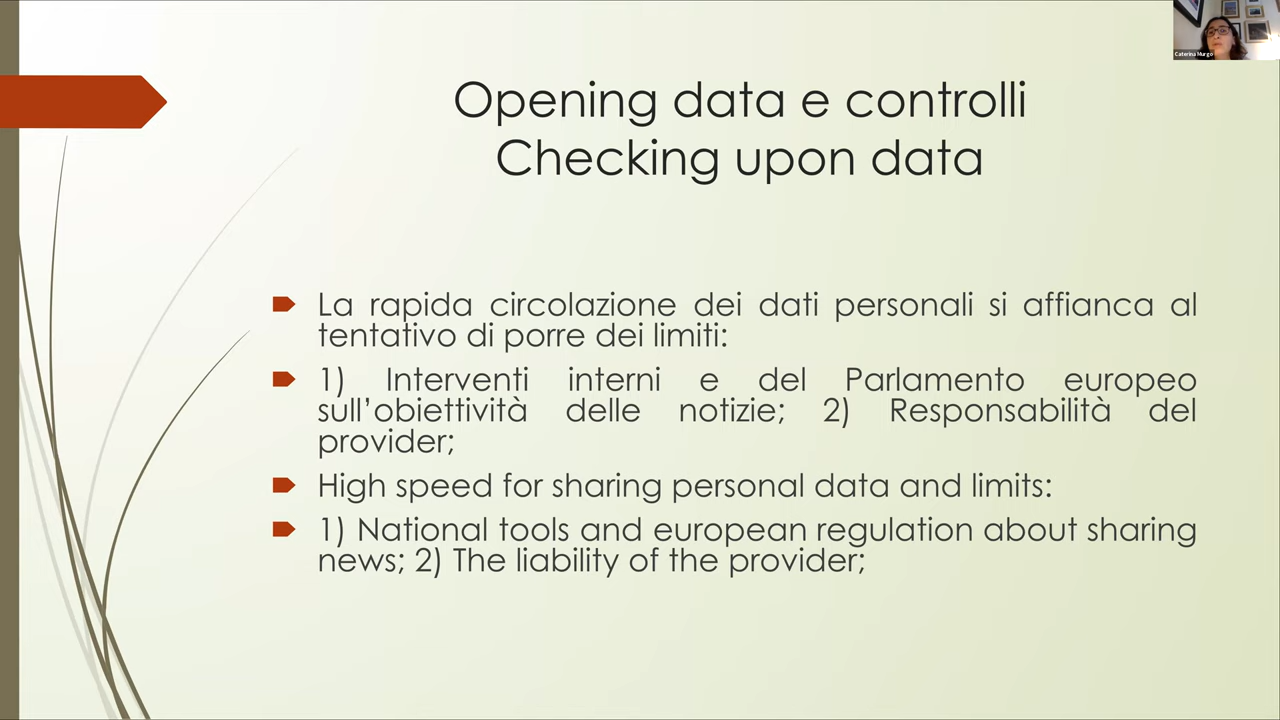 Caterina Murgo
Opening data e controlli
Checking upon data
La rapida circolazione dei dati personali si affianca al
tentativo di porre dei limiti:
1) Interventi interni e del Parlamento europeo
sull’obiettività delle notizie; 2) Responsabilità del
provider;
High speed for sharing personal data and limits:
1) National tools and european regulation about sharing
news; 2) The liability of the provider;